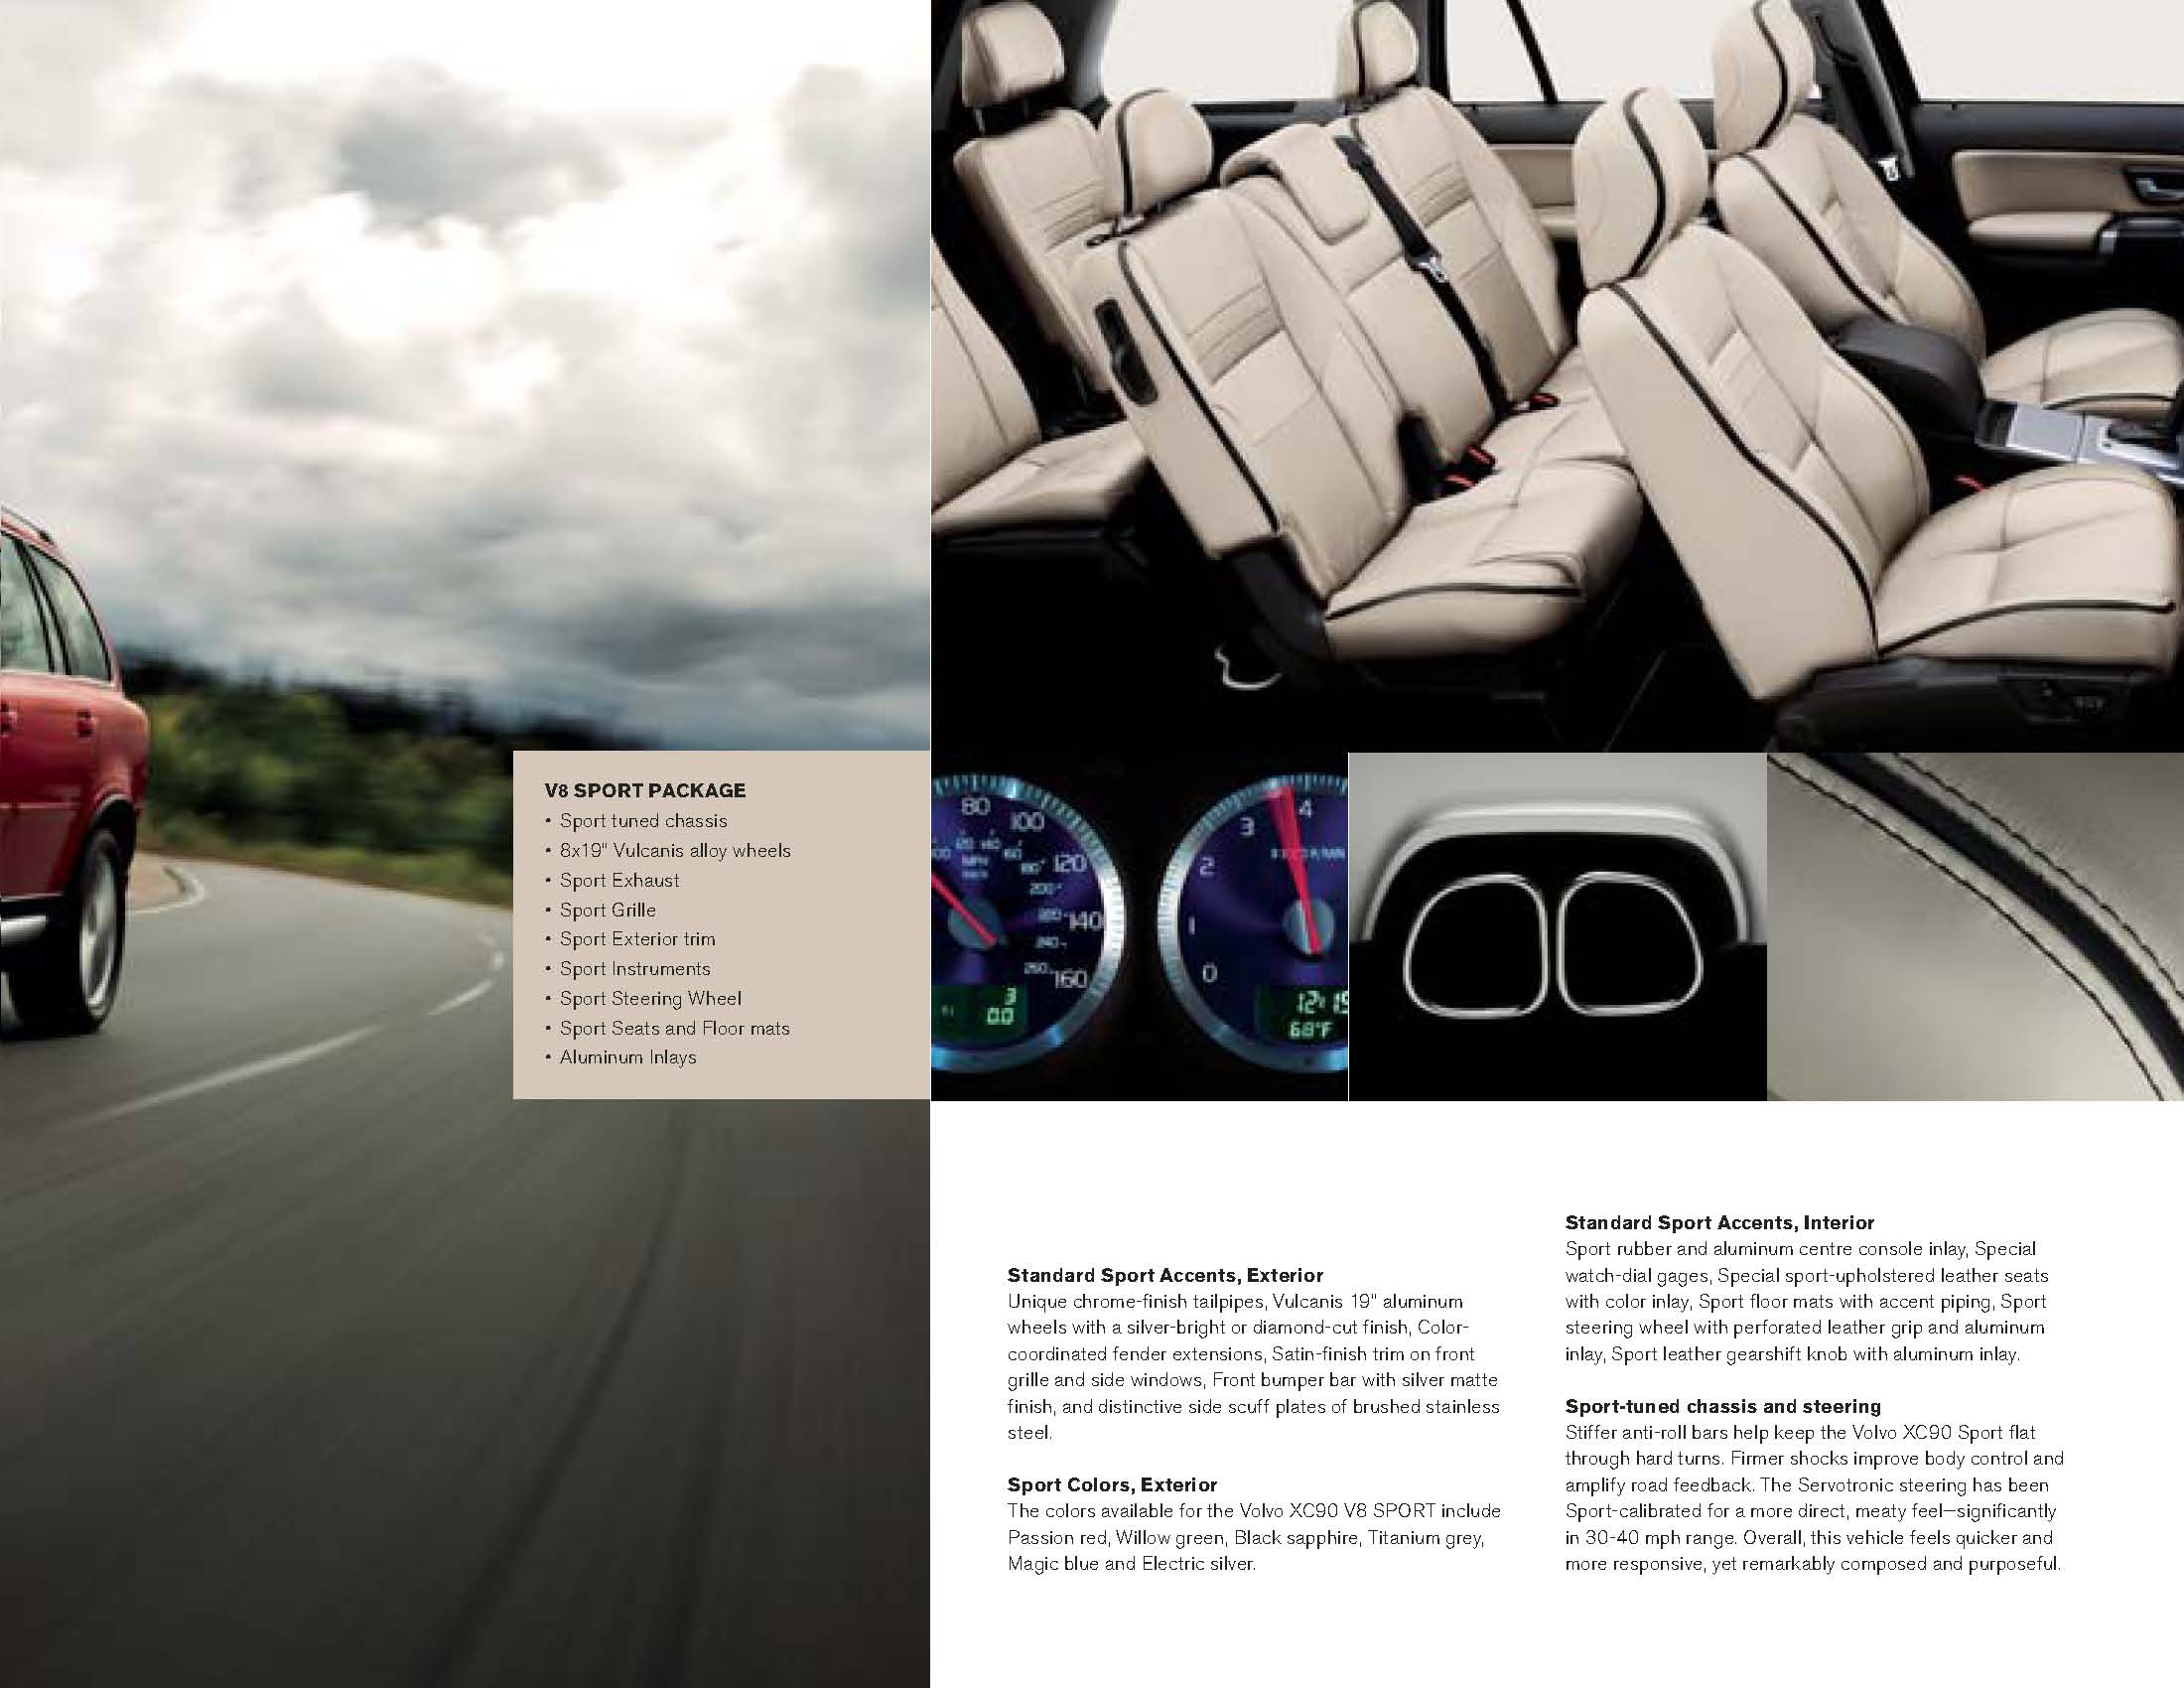 V8 SPORT PACKAGE
• Sport tuned chassis
• 8x19" Vulcanis alloy wheels
• Sport Exhaust
• Sport Grille
• Sport Exterior trim
• Sport Instruments
• Sport Steering Wheel
• Sport Seats and Floor mats
• Aluminum Inlays
80
100
120
140
160
200
220
240
260
3
0.0
4
3
2
1
0
68°F
Standard Sport Accents, Exterior
Unique chrome-finish tailpipes, Vulcanis 19" aluminum
wheels with a silver-bright or diamond-cut finish, Color-
coordinated fender extensions, Satin-finish trim on front
grille and side windows, Front bumper bar with silver matte
finish, and distinctive side scuff plates of brushed stainless
steel.
Sport Colors, Exterior
The colors available for the Volvo XC90 V8 SPORT include
Passion red, Willow green, Black sapphire, Titanium grey,
Magic blue and Electric silver.
Standard Sport Accents, Interior
Sport rubber and aluminum centre console inlay, Special
watch-dial gages, Special sport-upholstered leather seats
with color inlay, Sport floor mats with accent piping, Sport
steering wheel with perforated leather grip and aluminum
inlay, Sport leather gearshift knob with aluminum inlay.
Sport-tuned chassis and steering
Stiffer anti-roll bars help keep the Volvo XC90 Sport flat
through hard turns. Firmer shocks improve body control and
amplify road feedback. The Servotronic steering has been
Sport-calibrated for a more direct, meaty feel—significantly
in 30-40 mph range. Overall, this vehicle feels quicker and
more responsive, yet remarkably composed and purposeful.